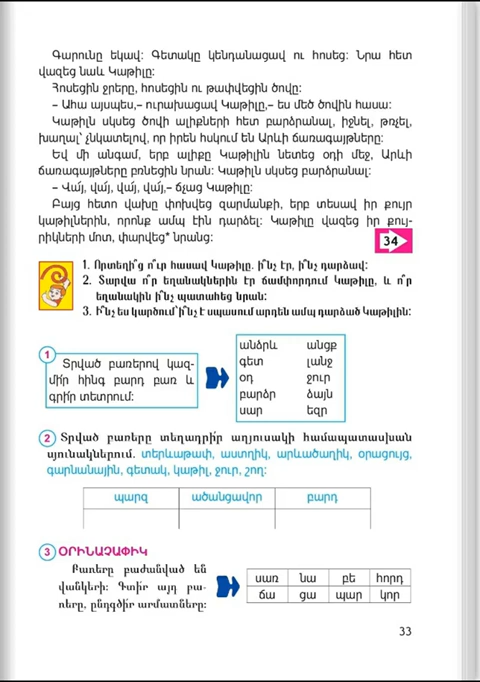 Գարունը եկավ: Գետակը կենդանացավ ու հոսեց: Նրա հետ
վազեց նաև Կաթիլը:
Հոսեցին ջրերը, հոսեցին ու թափվեցին ծովը:
– Ահա այսպես,– ուրախացավ Կաթիլը,– ես մեծ ծովին հասա:
Կաթիլն սկսեց ծովի ալիքների հետ բարձրանալ, իջնել, թռչել,
խաղալ՝ չնկատելով, որ իրեն հսկում են Արևի ճառագայթները:
Եվ մի անգամ, երբ ալիքը Կաթիլին նետեց օդի մեջ, Արևի
ճառագայթները բռնեցին նրան: Կաթիլն սկսեց բարձրանալ:
– Վա՜յ, վա՜յ, վա՜յ, վա՜յ,– ճչաց Կաթիլը:
Բայց հետո վախը փոխվեց զարմանքի, երբ տեսավ իր քույր
կաթիլներին, որոնք ամպ էին դարձել: Կաթիլը վազեց իր քույ-
րիկների մոտ, փարվեց* նրանց:
34
1. Որտեղի՞ց ո՞ւր հասավ Կաթիլը. ի՞նչ էր, ի՞նչ դարձավ:
2. Տարվա ո՞ր եղանակներին էր ճամփորդում Կաթիլը, և ո՞ր
եղանակին ի՞նչ պատահեց նրան:
3. Ի՞նչ ես կարծում՝ ի՞նչ է սպասում արդեն ամպ դարձած Կաթիլին:
1 Տրված բառերով կազ-
մի՛ր հինգ բարդ բառ և
գրի՛ր տետրում:
անձրև անցք
գետ լանջ
օդ ջուր
բարձր ձայն
սար եզր
2 Տրված բառերը տեղադրի՛ր աղյուսակի համապատասխան
սյունակներում. տերևաթափ, աստղիկ, արևածաղիկ, օրացույց,
գարնանային, գետակ, կաթիլ, ջուր, շող:
պարզ ածանցավոր բարդ
3 ՕՐԻՆԱՉԱՓԻԿ
Բառերը բաժանված են
վանկերի: Գտի՛ր այդ բա-
ռերը, ընդգծի՛ր արմատները:
սառ նա բե հորդ
ճա ցա պար կոր
33